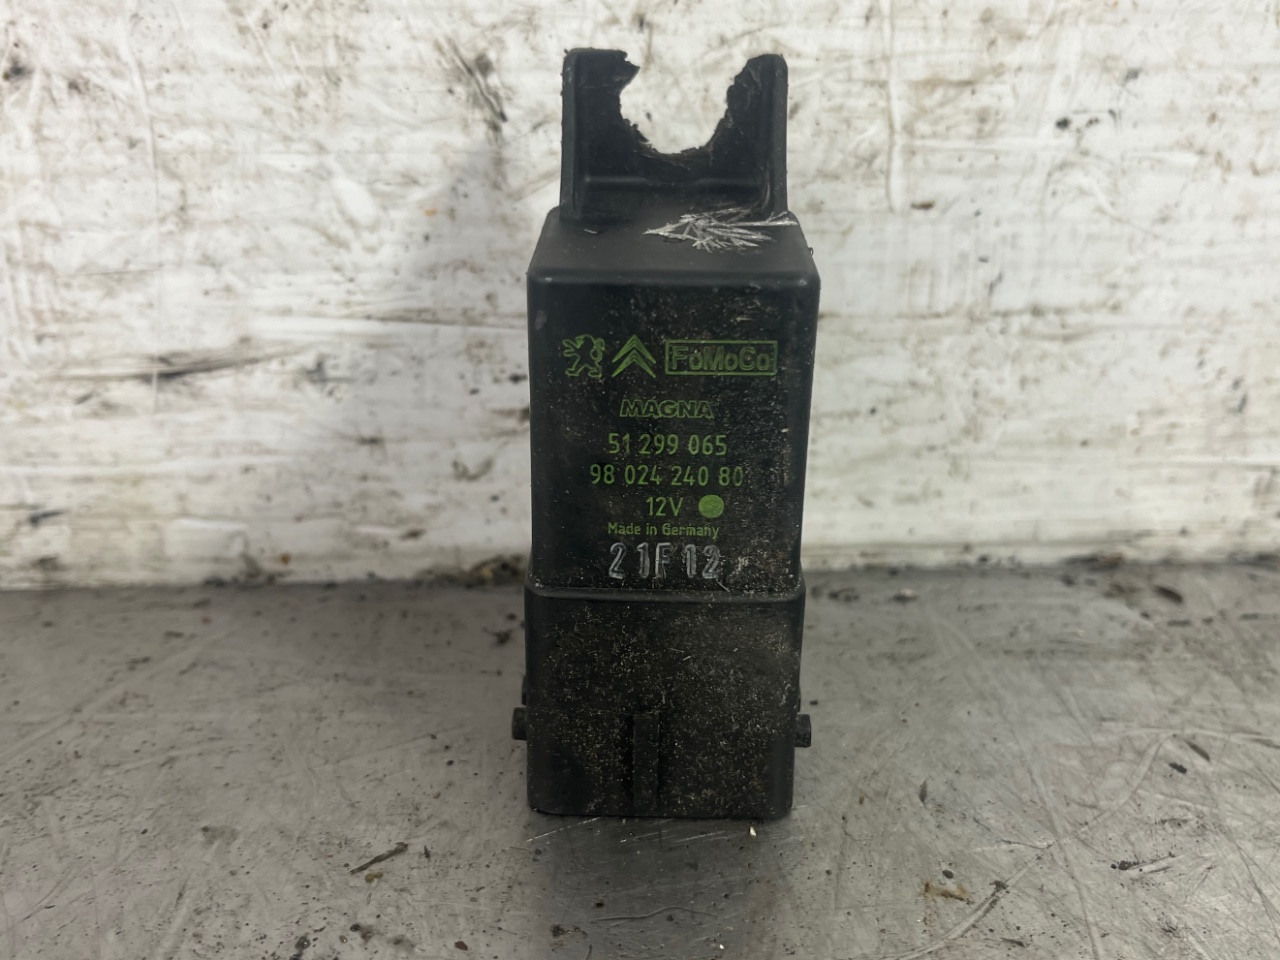 FoMoCo
MAGNA
51 299 065
98 024 240 80
12V
Made in Germany
21F12